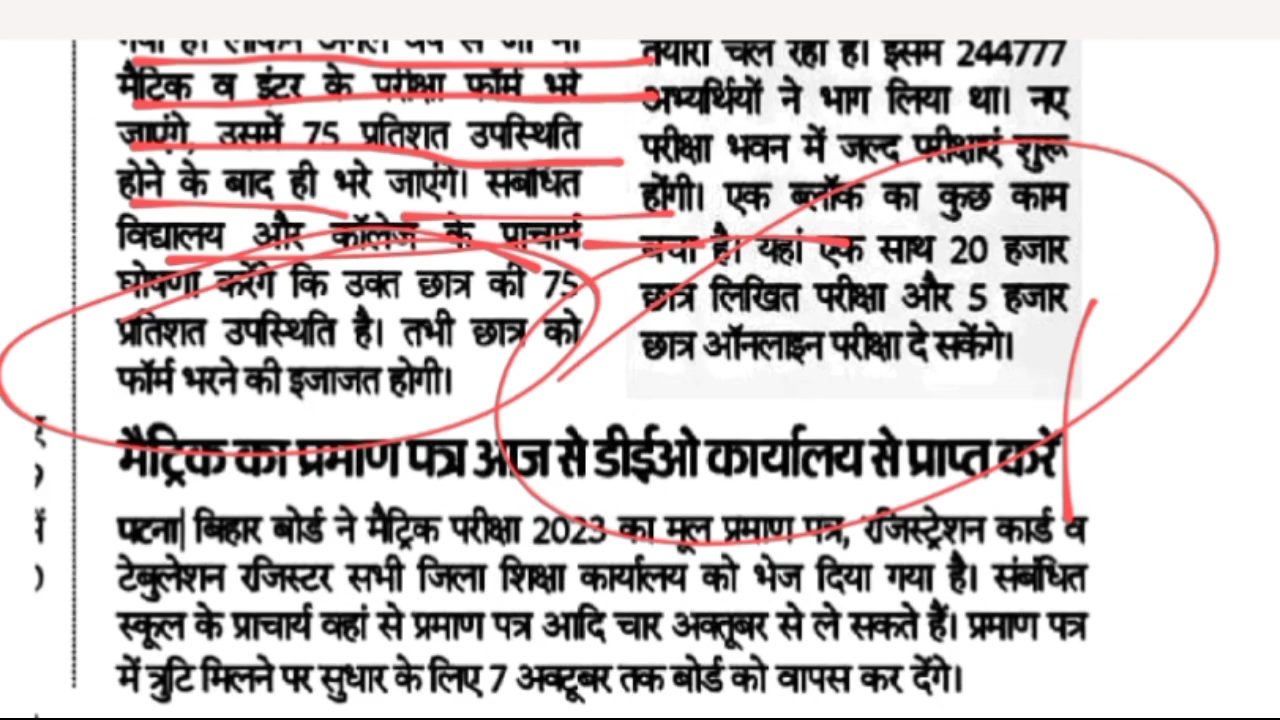 मैट्रिक व इंटर के परीक्षा फॉर्म भरे
जाएंगे, उसमें 75 प्रतिशत उपस्थिति
होने के बाद ही भरे जाएंगे। संबंधित
विद्यालय और कॉलेज के प्राचार्य
घोषणा करेंगे कि उक्त छात्र की 75
प्रतिशत उपस्थिति है। तभी छात्र को
फॉर्म भरने की इजाजत होगी।
तैयारी चल रही है। इसमें 244777
अभ्यर्थियों ने भाग लिया था। नए
परीक्षा भवन में जल्द परीक्षाएं शुरू
होंगी। एक ब्लॉक का कुछ काम
बचा है। यहां एक साथ 20 हजार
छात्र लिखित परीक्षा और 5 हजार
छात्र ऑनलाइन परीक्षा दे सकेंगे।
मैट्रिक का प्रमाण पत्र आज से डीईओ कार्यालय से प्राप्त करें
पटना| बिहार बोर्ड ने मैट्रिक परीक्षा 2023 का मूल प्रमाण पत्र, रजिस्ट्रेशन कार्ड व
टेबुलेशन रजिस्टर सभी जिला शिक्षा कार्यालय को भेज दिया गया है। संबंधित
स्कूल के प्राचार्य वहां से प्रमाण पत्र आदि चार अक्तूबर से ले सकते हैं। प्रमाण पत्र
में त्रुटि मिलने पर सुधार के लिए 7 अक्टूबर तक बोर्ड को वापस कर देंगे।